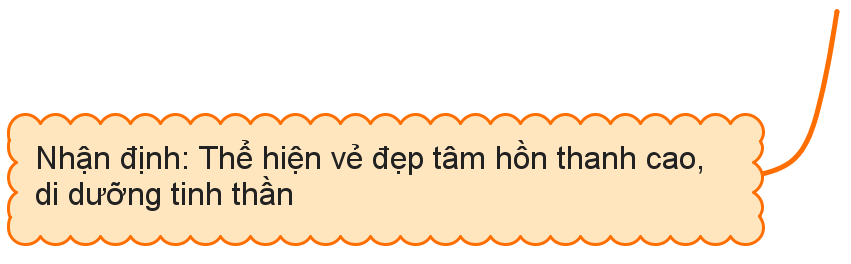 Nhận định: Thể hiện vẻ đẹp tâm hồn thanh cao,
di dưỡng tinh thần